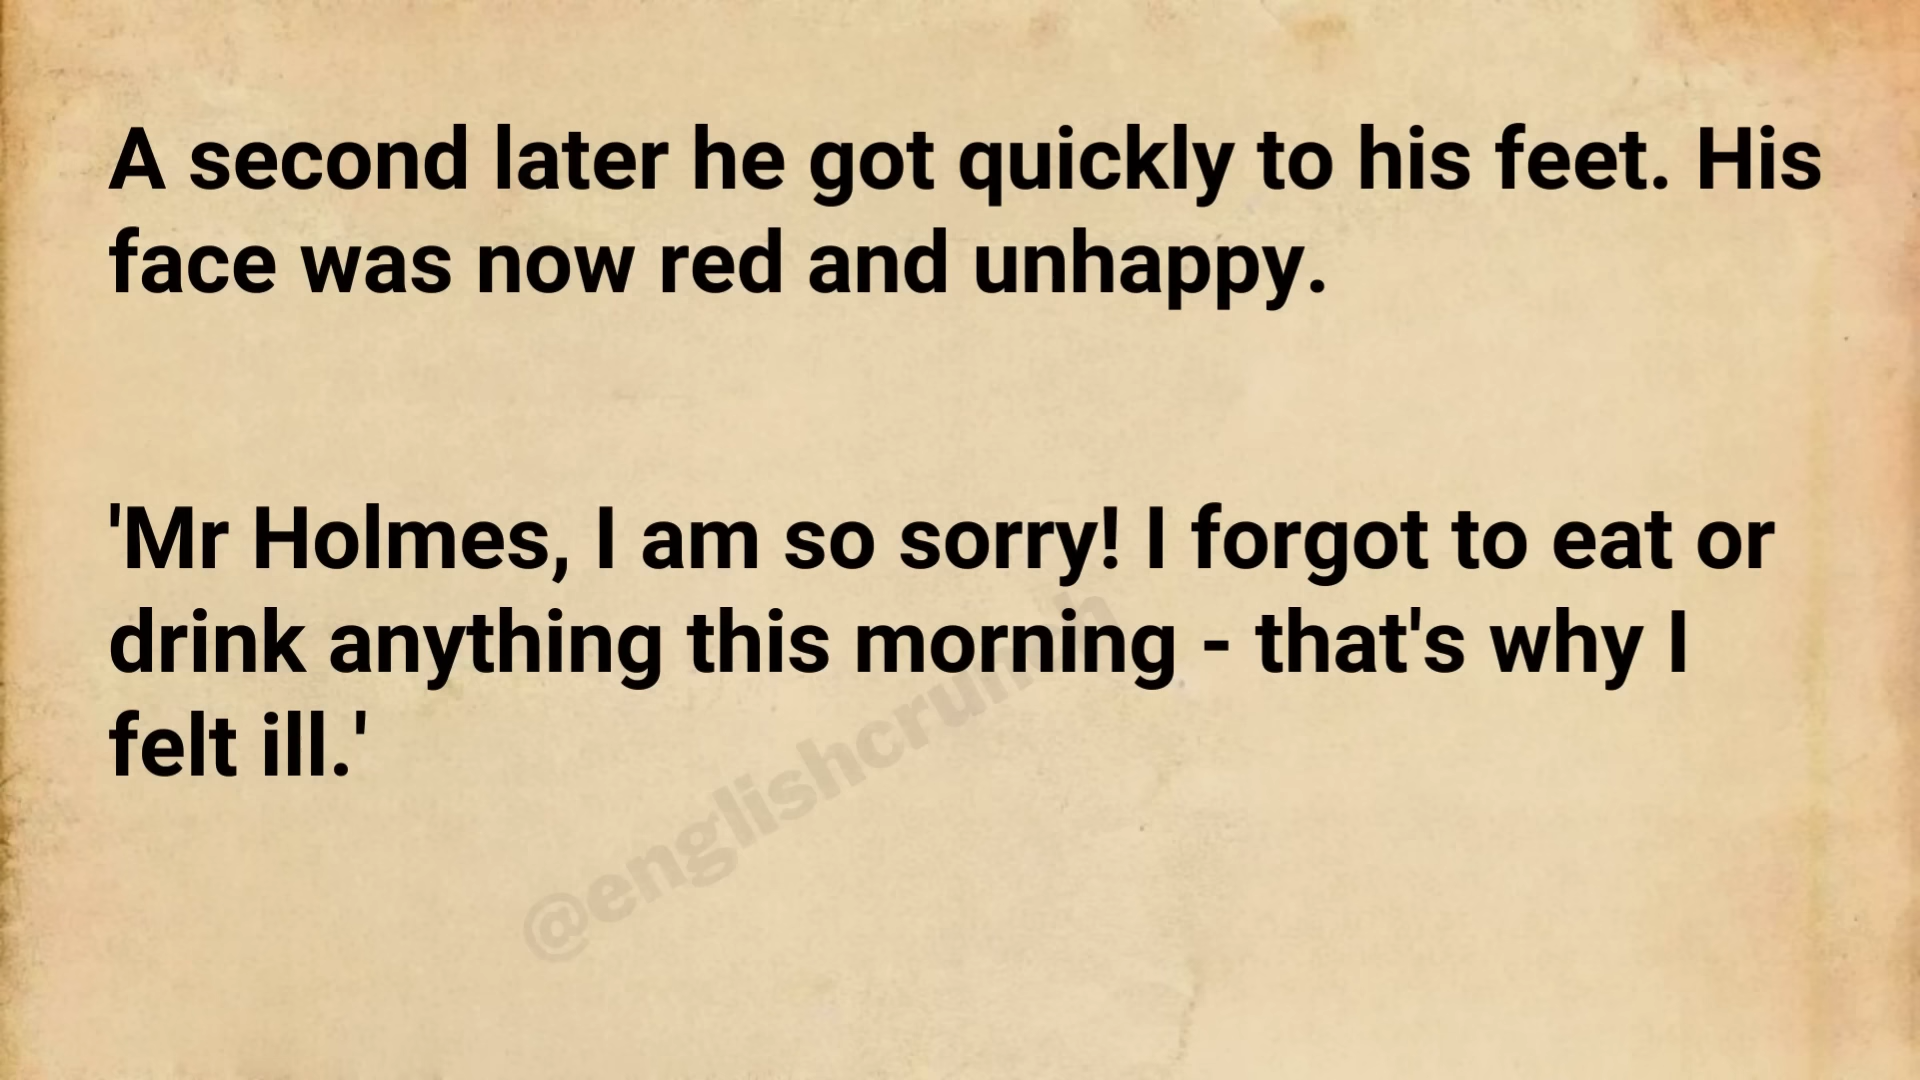 A second later he got quickly to his feet. His
face was now red and unhappy.
'Mr Holmes, I am so sorry! I forgot to eat or
drink anything this morning - that's why I
felt ill.'
@englishcrunch